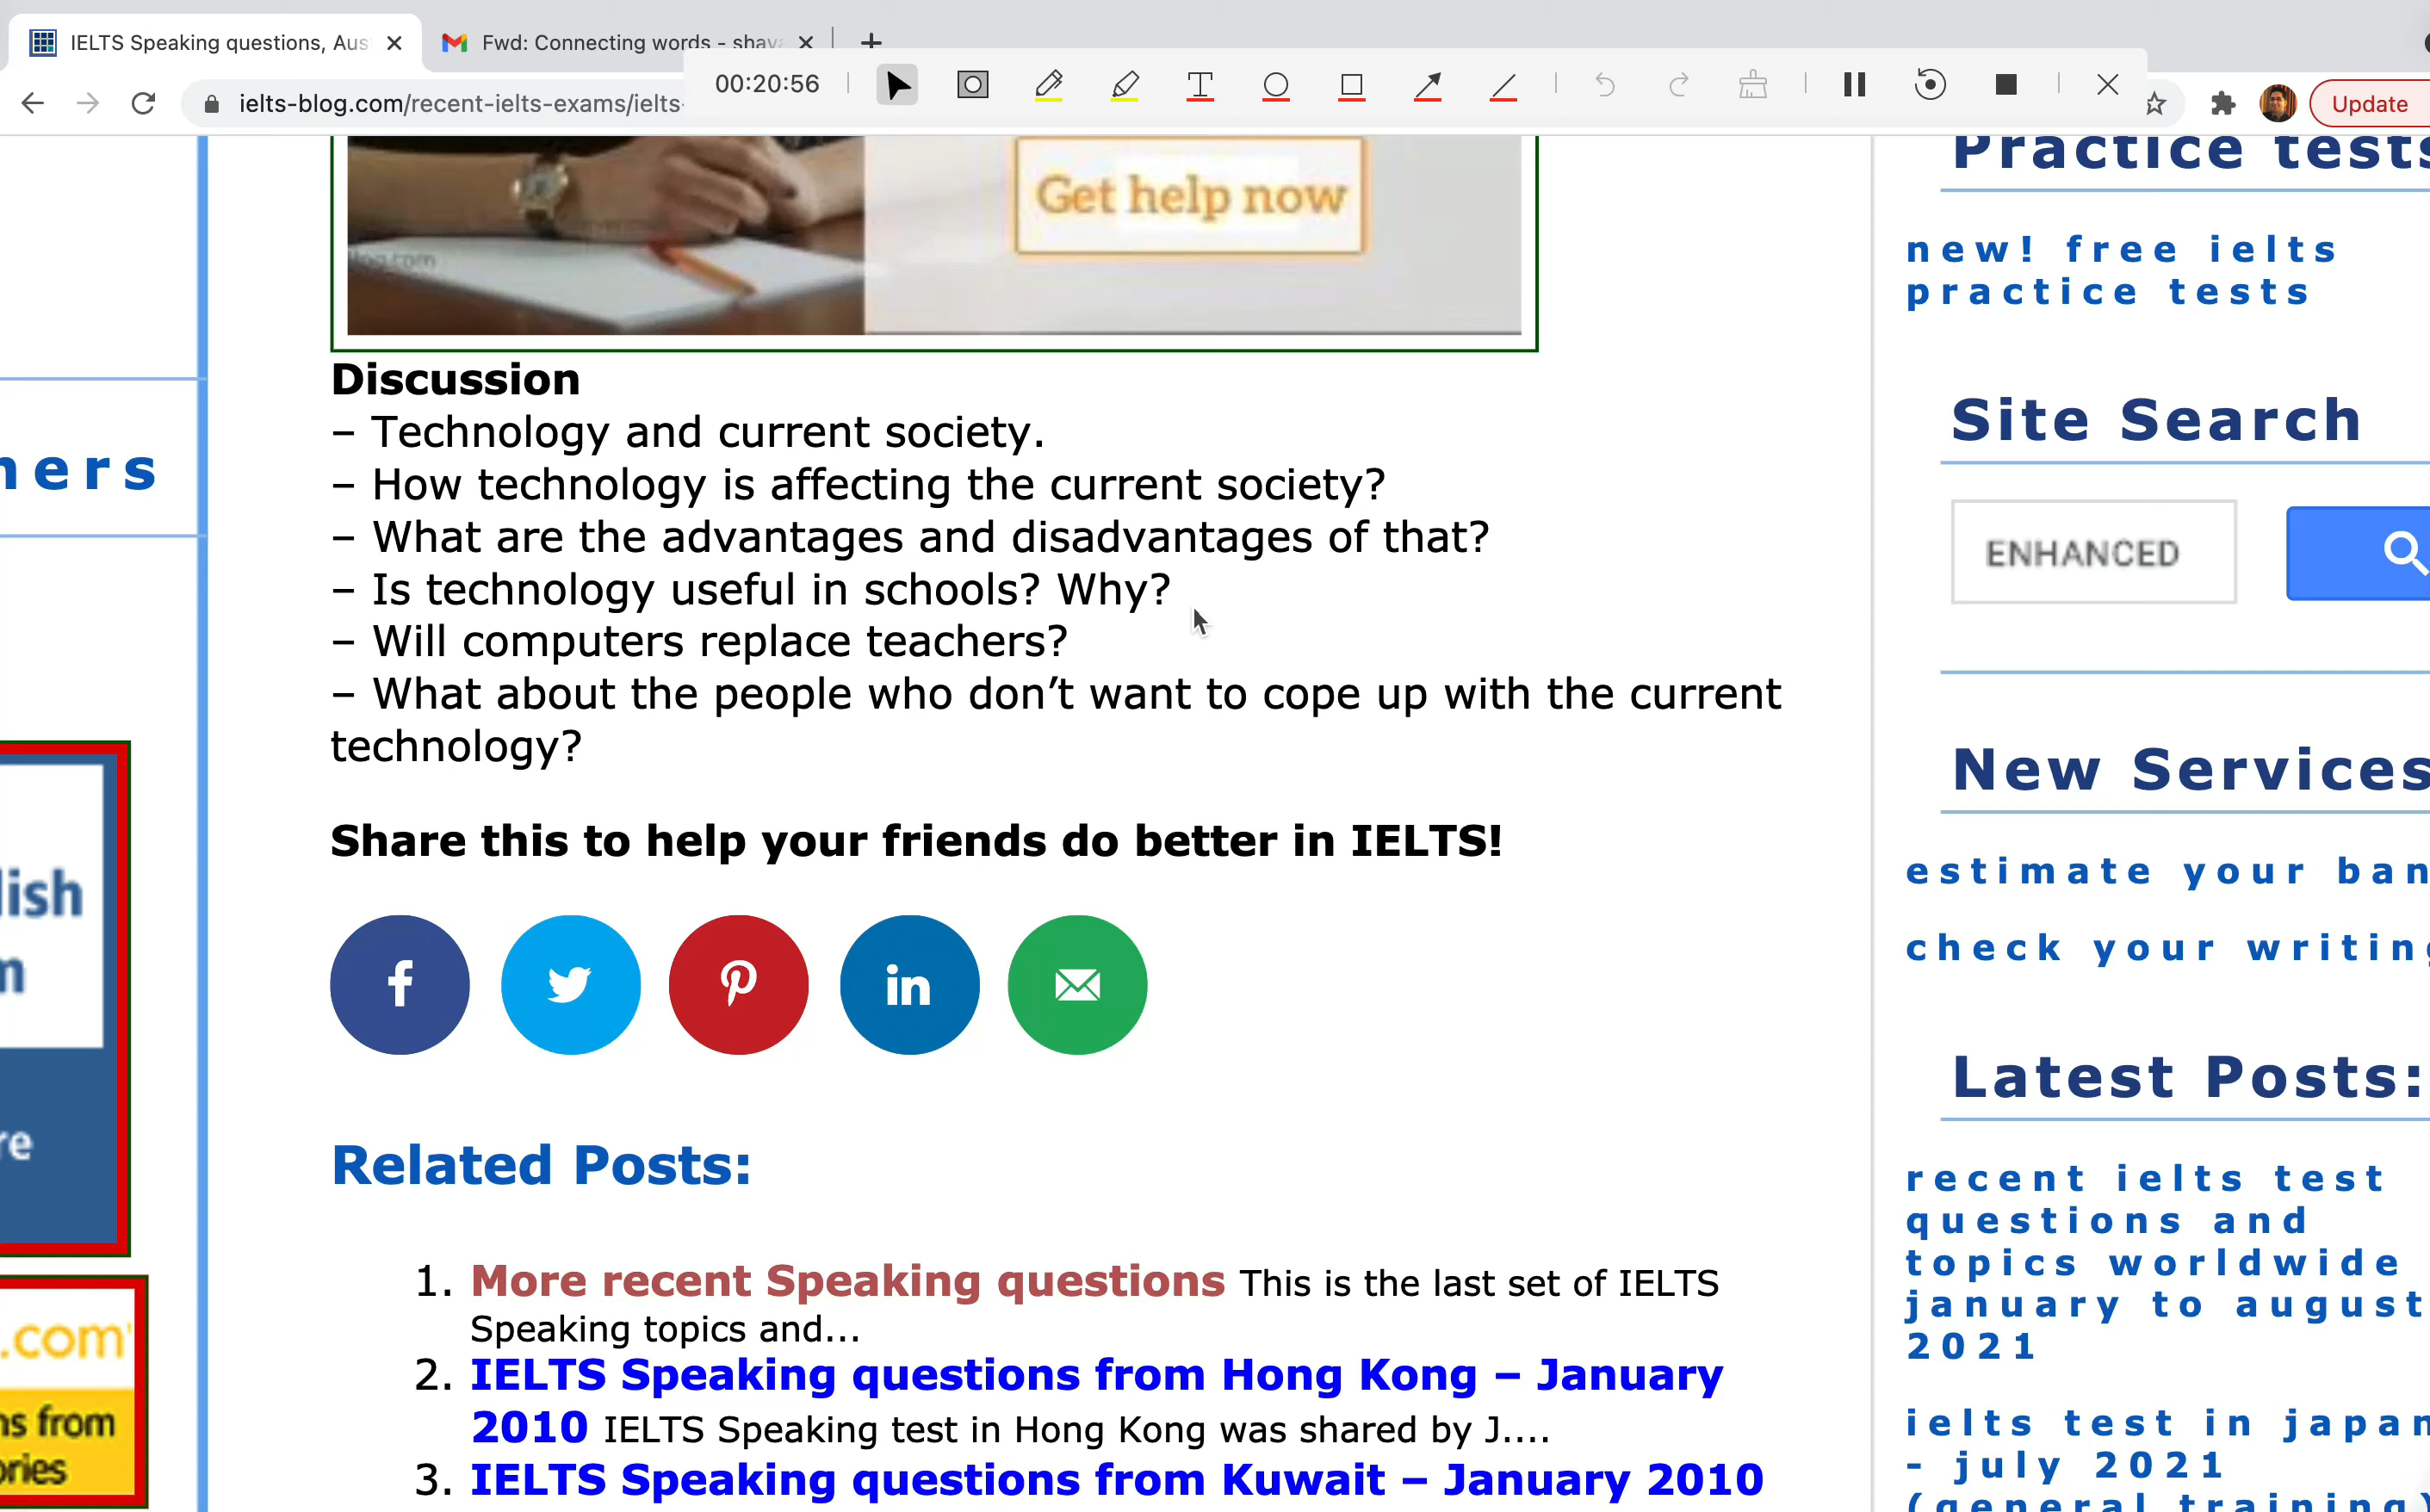 IELTS Speaking questions, Aus
Fwd: Connecting words - shava
00:20:56
ielts-blog.com/recent-ielts-exams/ielts-
Update
Get help now
Discussion
– Technology and current society.
– How technology is affecting the current society?
– What are the advantages and disadvantages of that?
– Is technology useful in schools? Why?
– Will computers replace teachers?
– What about the people who don’t want to cope up with the current
technology?
Share this to help your friends do better in IELTS!
f
in
Related Posts:
1. More recent Speaking questions This is the last set of IELTS
Speaking topics and...
2. IELTS Speaking questions from Hong Kong – January
2010 IELTS Speaking test in Hong Kong was shared by J....
3. IELTS Speaking questions from Kuwait – January 2010
Practice tests
new! free ielts
practice tests
Site Search
ENHANCED
New Services
estimate your ban
check your writing
Latest Posts:
recent ielts test
questions and
topics worldwide
january to august
2021
ielts test in japan
– july 2021
(general training)
hers
lish
re
.com
ns from
ories